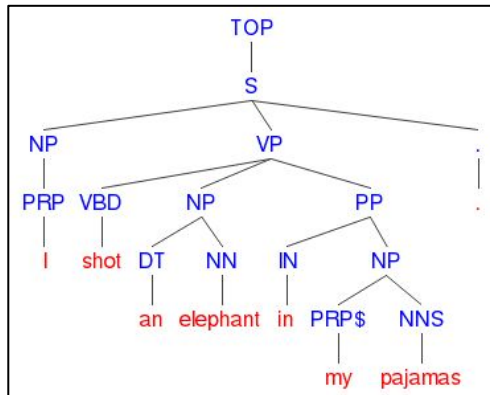 TOP
S
NP VP .
PRP VBD NP PP .
I shot DT NN IN NP
an elephant in PRP$ NNS
my pajamas